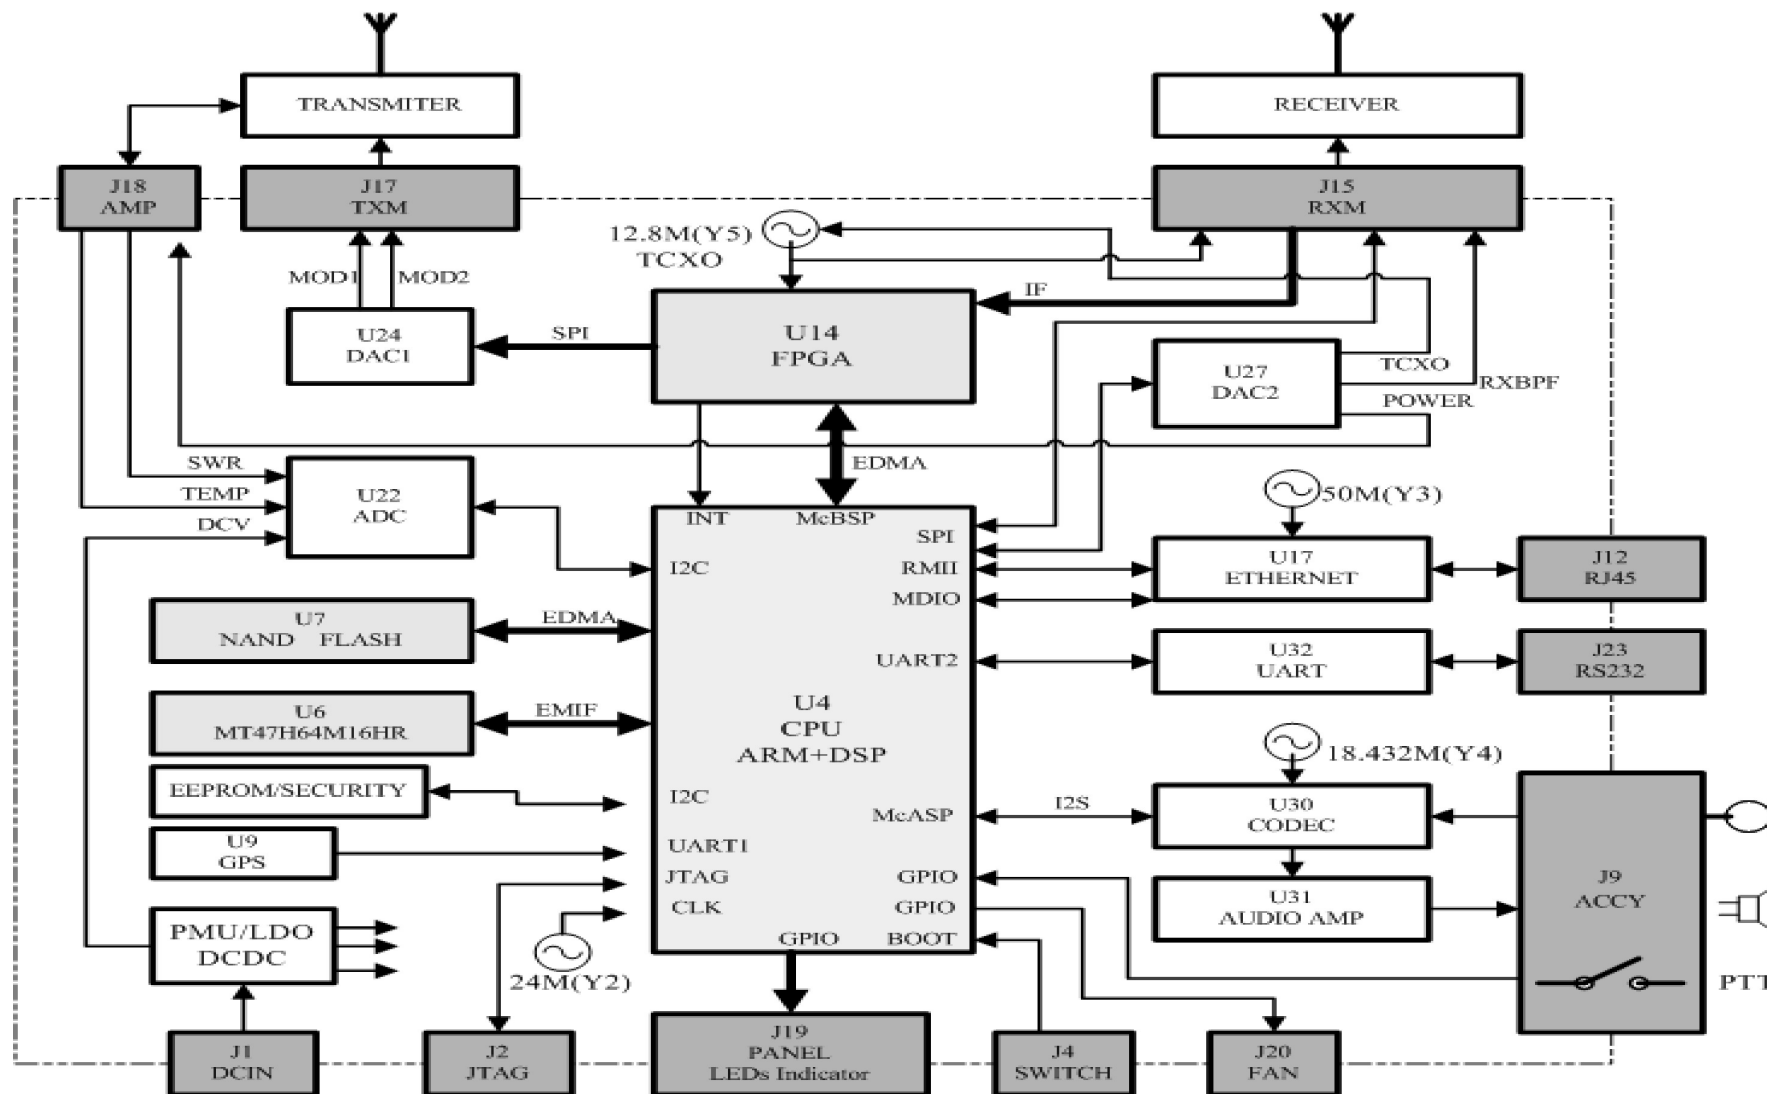 TRANSMITER
RECEIVER
J18
AMP
J17
TXM
J15
RXM
12.8M(Y5)
TCXO
MOD1
MOD2
IF
U24
DAC1
SPI
U14
FPGA
U27
DAC2
TCXO
RXBPF
POWER
SWR
TEMP
DCV
U22
ADC
EDMA
50M(Y3)
INT
McBSP
SPI
I2C
RMII
MDIO
U17
ETHERNET
J12
RJ45
U7
NAND FLASH
EDMA
UART2
U32
UART
J23
RS232
U6
MT47H64M16HR
EMIF
U4
CPU
ARM+DSP
18.432M(Y4)
EEPROM/SECURITY
I2C
McASP
I2S
U30
CODEC
U9
GPS
UART1
JTAG
CLK
GPIO
GPIO
BOOT
GPIO
U31
AUDIO AMP
J9
ACCY
PMU/LDO
DCDC
24M(Y2)
PTT
J1
DCIN
J2
JTAG
J19
PANEL
LEDs Indicator
J4
SWITCH
J20
FAN